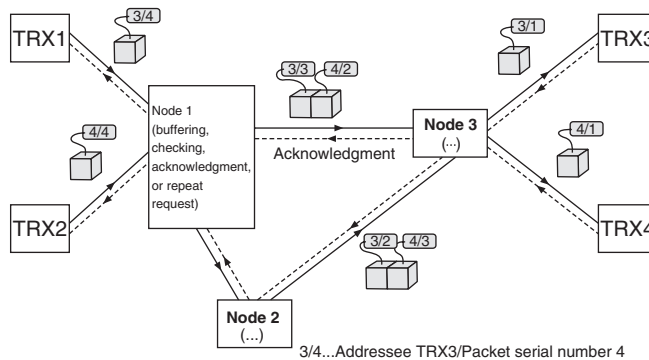 3/4
3/1
TRX1
TRX3
3/3 4/2
Node 1
(buffering,
checking,
acknowledgment,
or repeat
request)
4/4
Node 3
(...)
4/1
Acknowledgment
TRX2
TRX4
3/2 4/3
Node 2
(...)
3/4...Addressee TRX3/Packet serial number 4